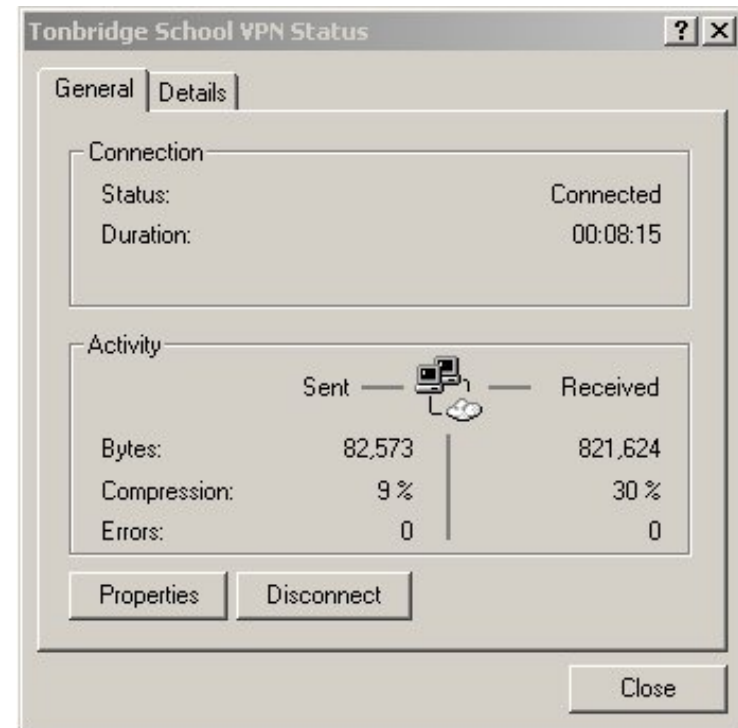 Tonbridge School VPN Status ? ×
General Details
Connection
Status: Connected
Duration: 00:08:15
Activity
Sent Received
Bytes: 82,573 821,624
Compression: 9 % 30 %
Errors: 0 0
Properties Disconnect
Close